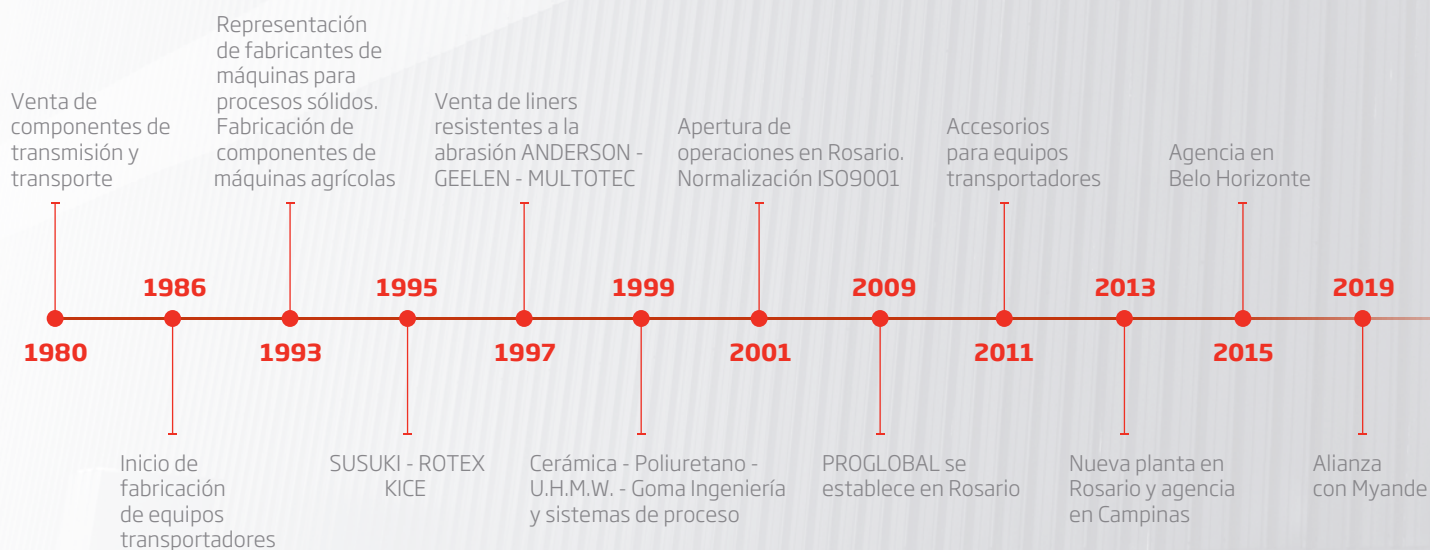 Venta de
componentes de
transmisión y
transporte
1980
1986
Inicio de
fabricación
de equipos
transportadores
Representación
de fabricantes de
máquinas para
procesos sólidos.
Fabricación de
componentes de
máquinas agrícolas
1993
1995
SUSUKI - ROTEX
KICE
Venta de liners
resistentes a la
abrasión ANDERSON -
GEELEN - MULTOTEC
1997
1999
Cerámica - Poliuretano -
U.H.M.W. - Goma Ingeniería
y sistemas de proceso
Apertura de
operaciones en Rosario.
Normalización ISO9001
2001
2009
PROGLOBAL se
establece en Rosario
Accesorios
para equipos
transportadores
2011
2013
Nueva planta en
Rosario y agencia
en Campinas
Agencia en
Belo Horizonte
2015
2019
Alianza
con Myande